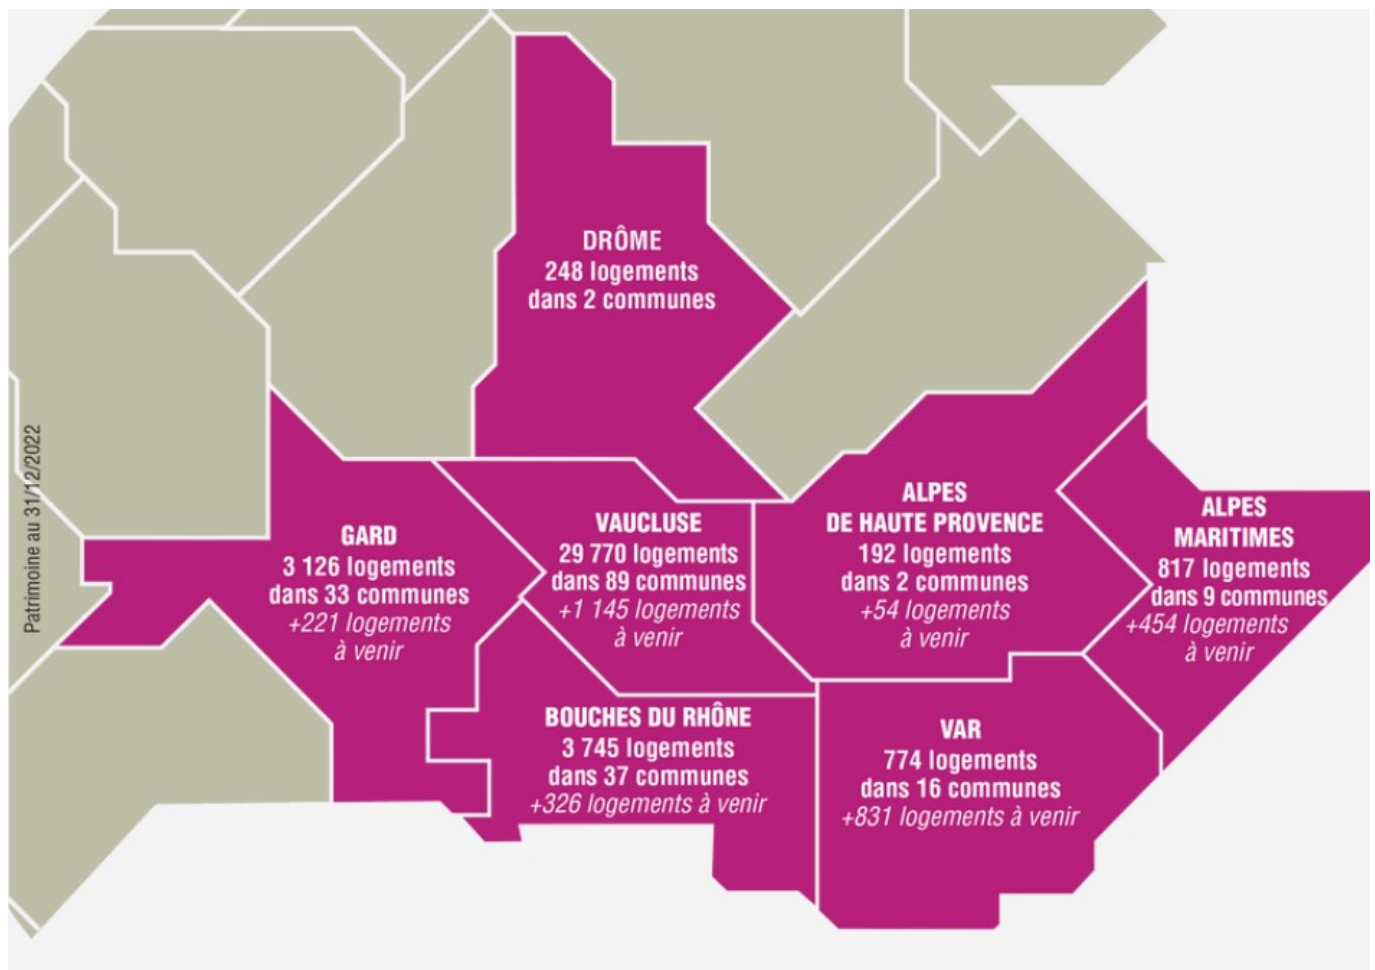 DRÔME
248 logements
dans 2 communes
GARD
3 126 logements
dans 33 communes
+221 logements
à venir
VAUCLUSE
29 770 logements
dans 89 communes
+1 145 logements
à venir
ALPES
DE HAUTE PROVENCE
192 logements
dans 2 communes
+54 logements
à venir
ALPES
MARITIMES
817 logements
dans 9 communes
+454 logements
à venir
BOUCHES DU RHÔNE
3 745 logements
dans 37 communes
+326 logements à venir
VAR
774 logements
dans 16 communes
+831 logements à venir
Patrimoine au 31/12/2022